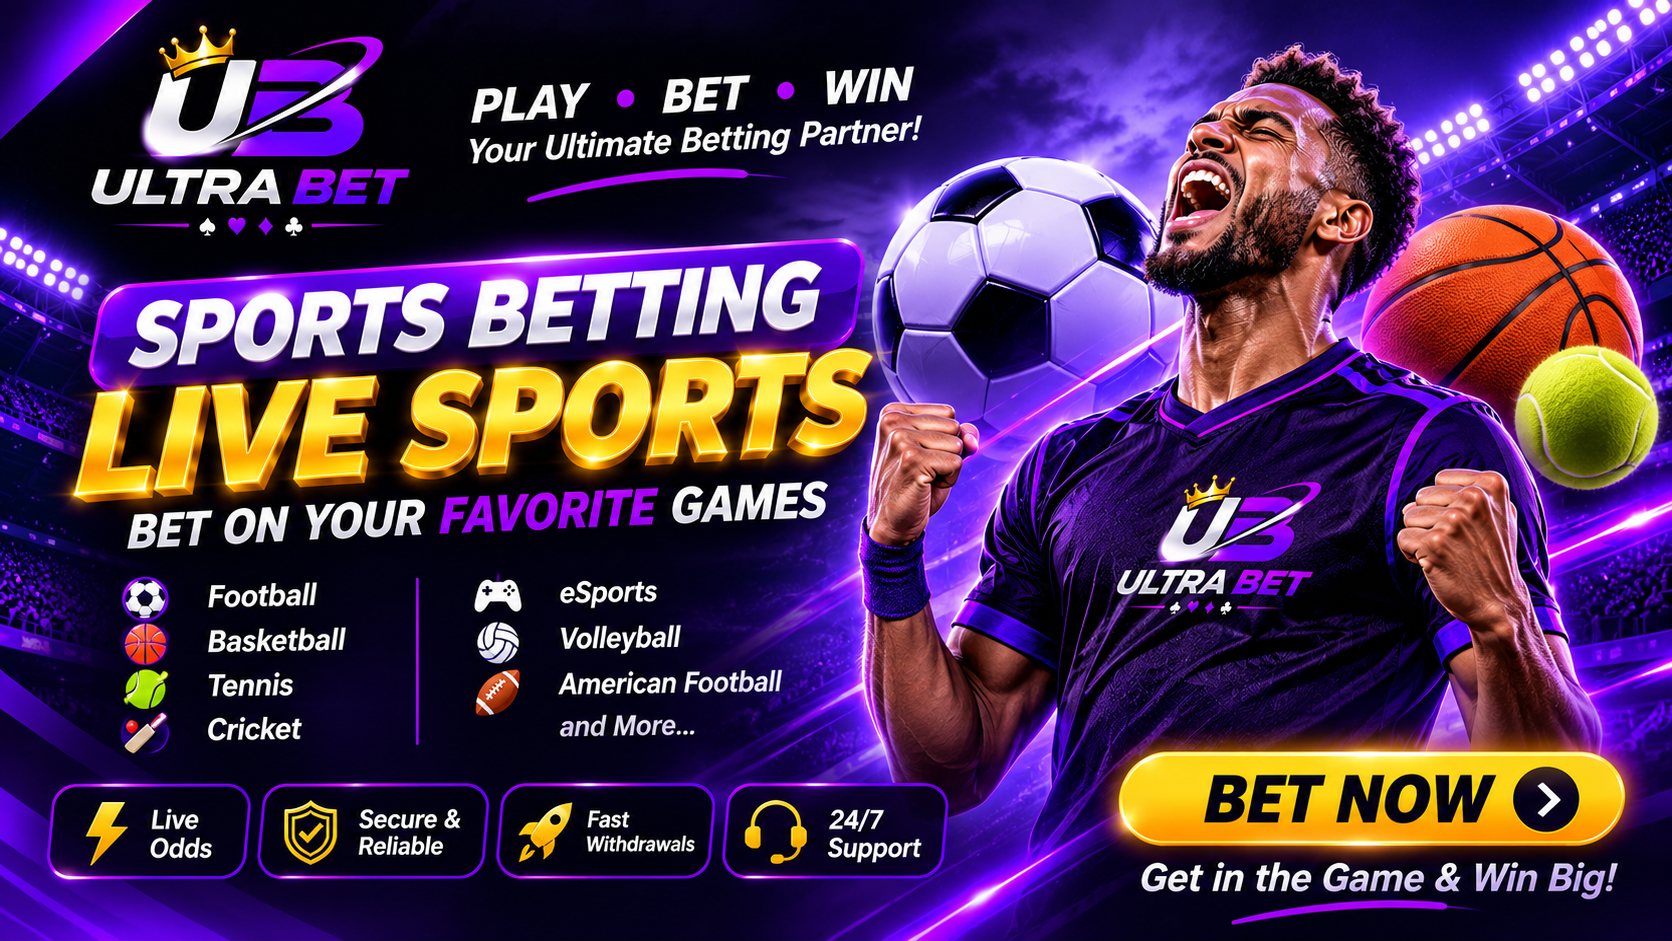 UB
ULTRA BET
PLAY • BET • WIN
Your Ultimate Betting Partner!
SPORTS BETTING
LIVE SPORTS
BET ON YOUR FAVORITE GAMES
Football
Basketball
Tennis
Cricket
eSports
Volleyball
American Football
and More...
Live
Odds
Secure &
Reliable
Fast
Withdrawals
24/7
Support
UB
ULTRA BET
BET NOW
Get in the Game & Win Big!